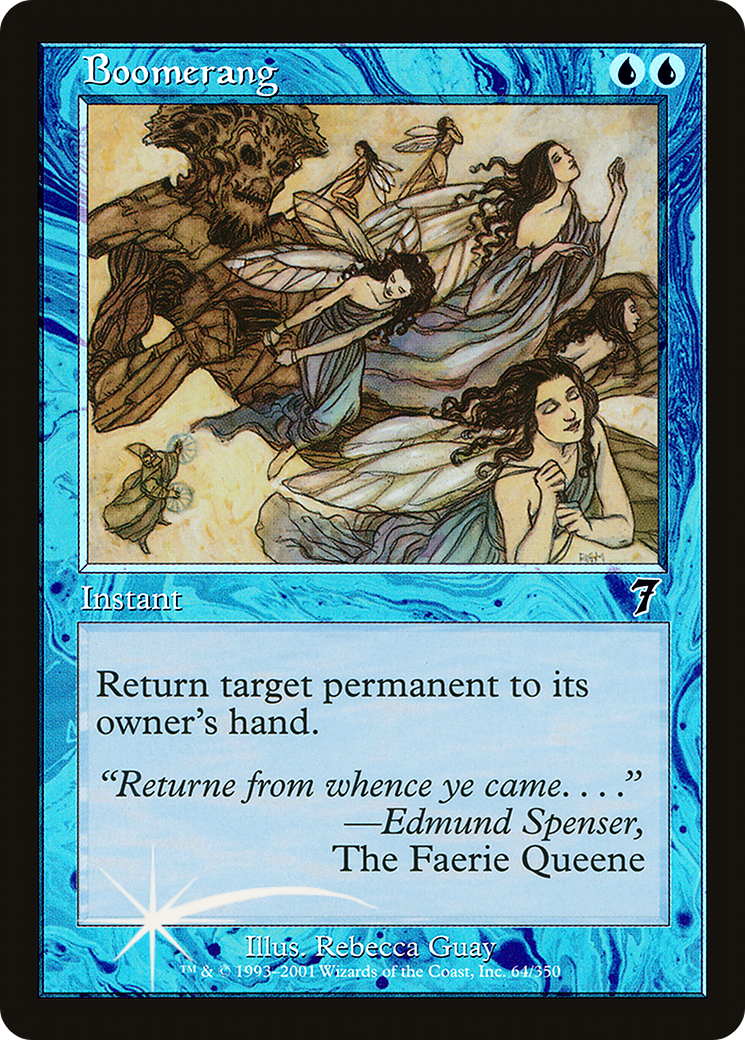 Boomerang
Instant
7
Return target permanent to its
owner's hand.
“Returne from whence ye came. . . .”
—Edmund Spenser,
The Faerie Queene
Illus. Rebecca Guay
™ & © 1993–2001 Wizards of the Coast, Inc. 64/350